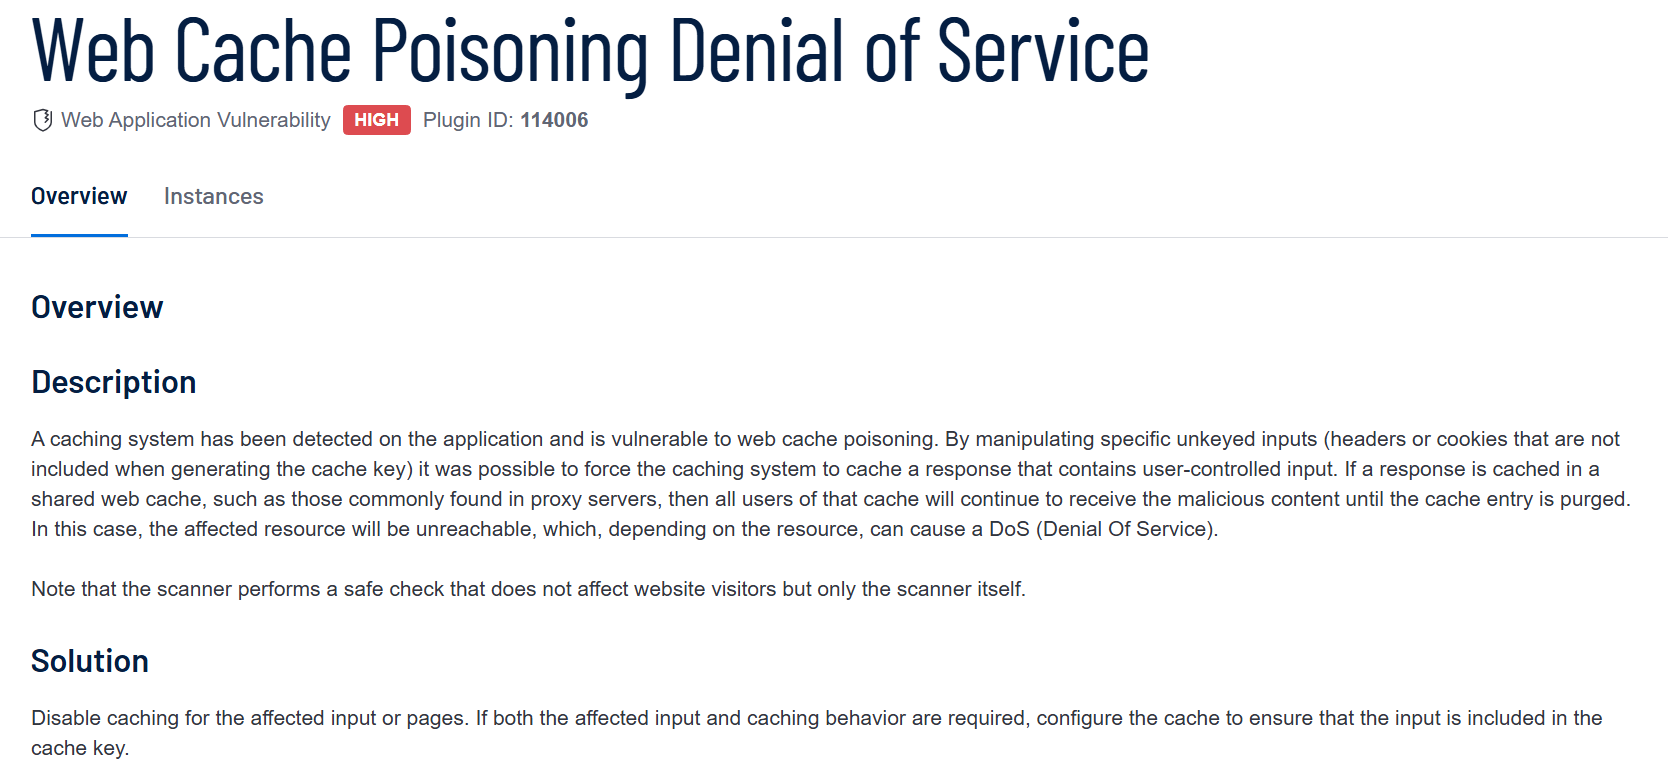 Web Cache Poisoning Denial of Service
Web Application Vulnerability HIGH Plugin ID: 114006
Overview Instances
Overview
Description
A caching system has been detected on the application and is vulnerable to web cache poisoning. By manipulating specific unkeyed inputs (headers or cookies that are not
included when generating the cache key) it was possible to force the caching system to cache a response that contains user-controlled input. If a response is cached in a
shared web cache, such as those commonly found in proxy servers, then all users of that cache will continue to receive the malicious content until the cache entry is purged.
In this case, the affected resource will be unreachable, which, depending on the resource, can cause a DoS (Denial Of Service).
Note that the scanner performs a safe check that does not affect website visitors but only the scanner itself.
Solution
Disable caching for the affected input or pages. If both the affected input and caching behavior are required, configure the cache to ensure that the input is included in the
cache key.